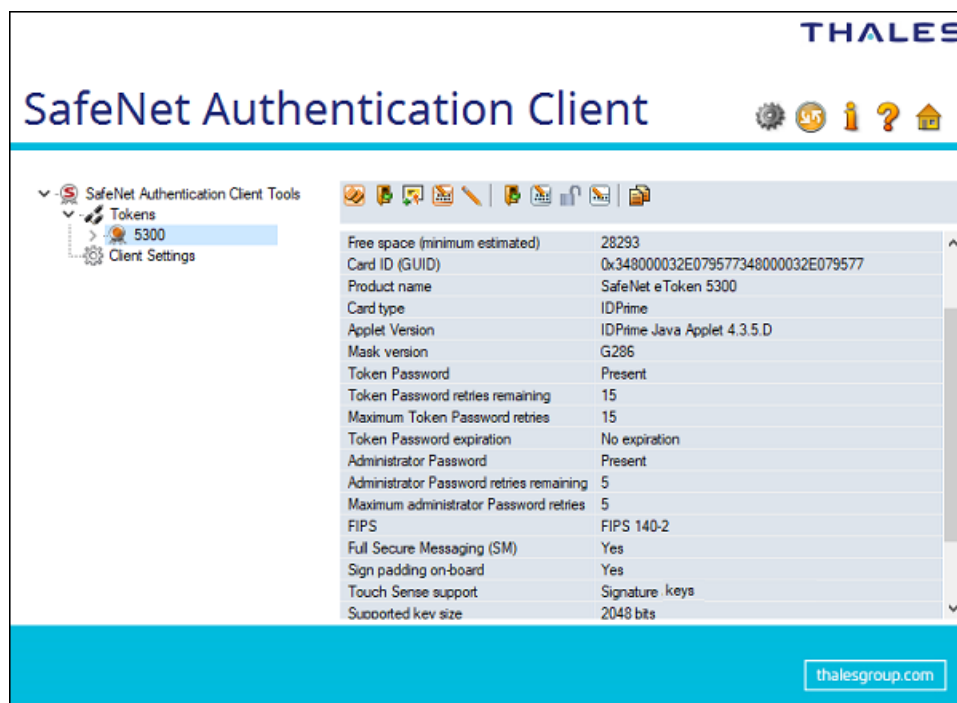 THALES
SafeNet Authentication Client
SafeNet Authentication Client Tools
Tokens
5300
Client Settings
Free space (minimum estimated) 28293
Card ID (GUID) 0x348000032E079577348000032E079577
Product name SafeNet eToken 5300
Card type IDPrime
Applet Version IDPrime Java Applet 4.3.5.D
Mask version G286
Token Password Present
Token Password retries remaining 15
Maximum Token Password retries 15
Token Password expiration No expiration
Administrator Password Present
Administrator Password retries remaining 5
Maximum administrator Password retries 5
FIPS FIPS 140-2
Full Secure Messaging (SM) Yes
Sign padding on-board Yes
Touch Sense support Signature keys
Supported key size 2048 bits
thalesgroup.com